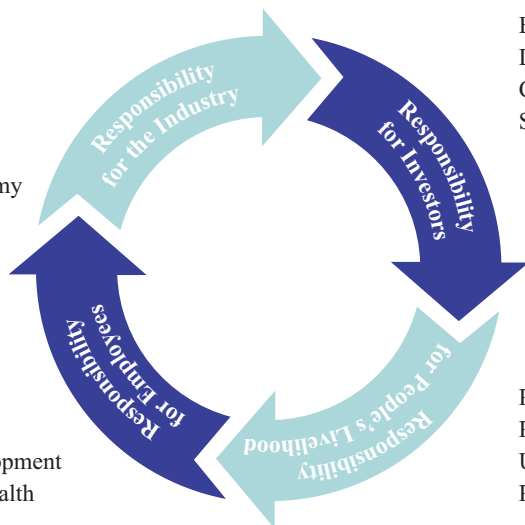 Responsibility
for the Industry
Responsibility
for Investors
Responsibility
for People's Livelihood
Responsibility
for Employees